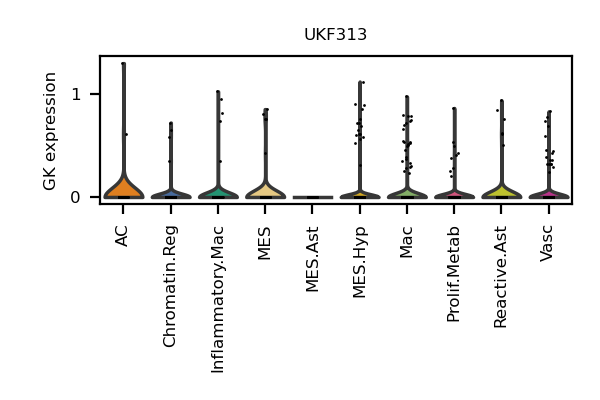 UKF313
GK expression
1
0
AC
Chromatin.Reg
Inflammatory.Mac
MES
MES.Ast
MES.Hyp
Mac
Prolif.Metab
Reactive.Ast
Vasc